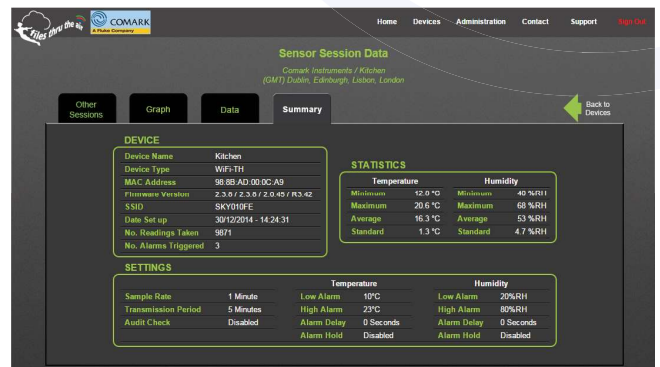 files thru the air COMARK Home Devices Administration Contact Support Sign Out
A Fluke Company
Sensor Session Data
Comark Instruments / Kitchen
(GMT) Dublin, Edinburgh, Lisbon, London
Other Sessions Graph Data Summary Back to Devices
DEVICE
Device Name Kitchen
Device Type WiFi-TH
MAC Address 98:8B:AD:00:0C:A9
Firmware Version 2.3.6 / 2.3.6 / 2.0.45 / R3.42
SSID SKY010FE
Date Set up 30/12/2014 - 14:24:31
No. Readings Taken 9871
No. Alarms Triggered 3
STATISTICS
Temperature Humidity
Minimum 12.0 °C Minimum 40 %RH
Maximum 20.6 °C Maximum 68 %RH
Average 16.3 °C Average 53 %RH
Standard 1.3 °C Standard 4.7 %RH
SETTINGS
Temperature Humidity
Sample Rate 1 Minute Low Alarm 10°C Low Alarm 20%RH
Transmission Period 5 Minutes High Alarm 23°C High Alarm 80%RH
Audit Check Disabled Alarm Delay 0 Seconds Alarm Delay 0 Seconds
Alarm Hold Disabled Alarm Hold Disabled